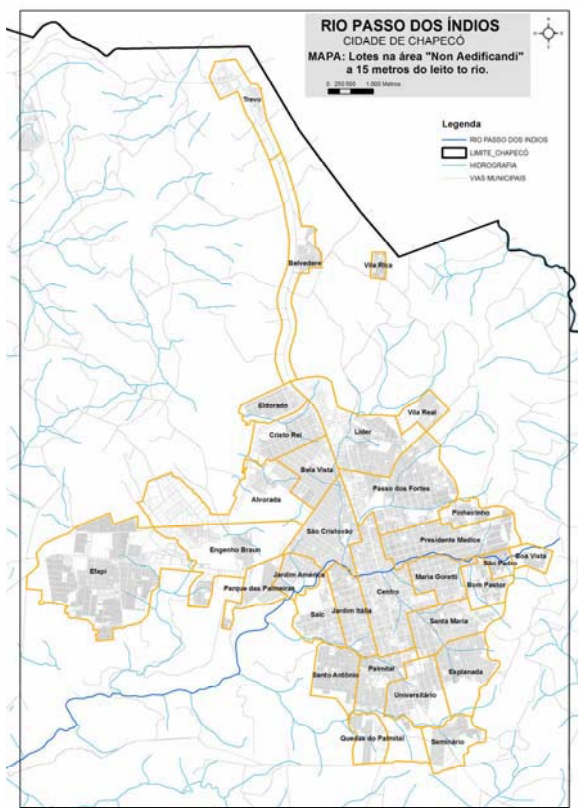 RIO PASSO DOS ÍNDIOS
CIDADE DE CHAPECÓ
MAPA: Lotes na área "Non Aedificandi"
a 15 metros do leito to rio.
Legenda
RIO PASSO DOS INDIOS
LIMITE_CHAPECÓ
HIDROGRAFIA
VIAS MUNICIPAIS
Trevo
Belvedere
Vila Rica
Eldorado
Vila Real
Cristo Rei
Líder
Bela Vista
Passo dos Fortes
Alvorada
Pinheirinho
São Cristovão
Presidente Medice
Engenho Braun
Boa Vista
Efapi
São Pedro
Jardim América
Maria Goretti
Parque das Palmeiras
Centro
Bom Pastor
Saic
Jardim Itália
Santa Maria
Santo Antônio
Palmital
Esplanada
Universitário
Quedas do Palmital
Seminário